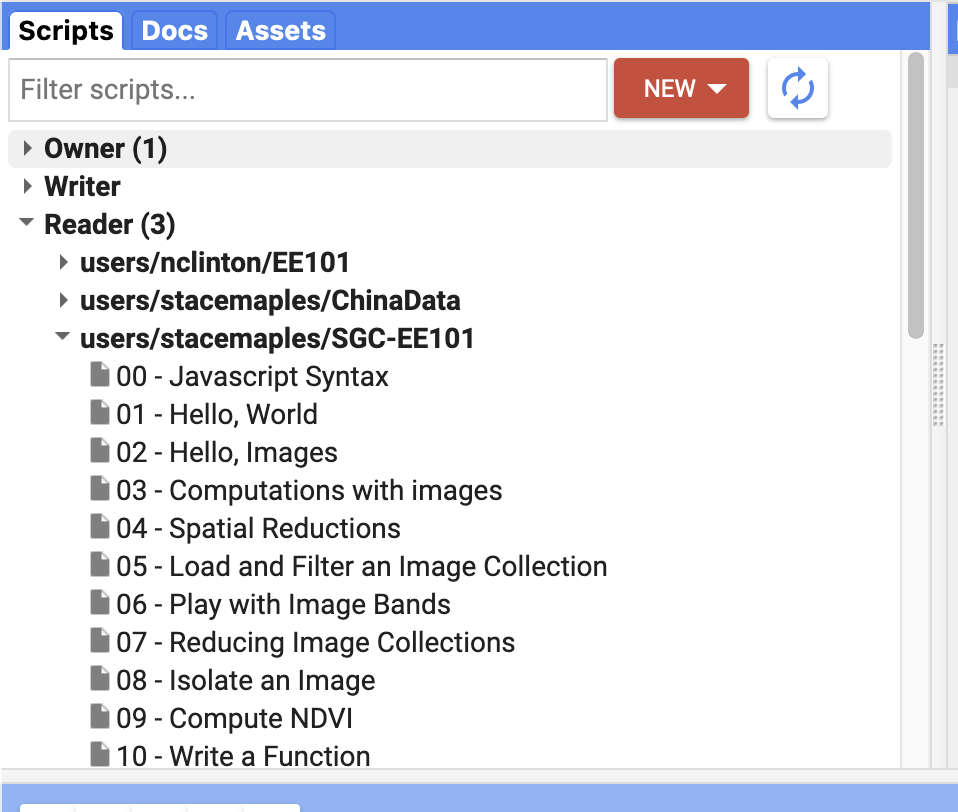 Scripts Docs Assets
Filter scripts... NEW
Owner (1)
Writer
Reader (3)
users/nclinton/EE101
users/stacemaples/ChinaData
users/stacemaples/SGC-EE101
00 - Javascript Syntax
01 - Hello, World
02 - Hello, Images
03 - Computations with images
04 - Spatial Reductions
05 - Load and Filter an Image Collection
06 - Play with Image Bands
07 - Reducing Image Collections
08 - Isolate an Image
09 - Compute NDVI
10 - Write a Function